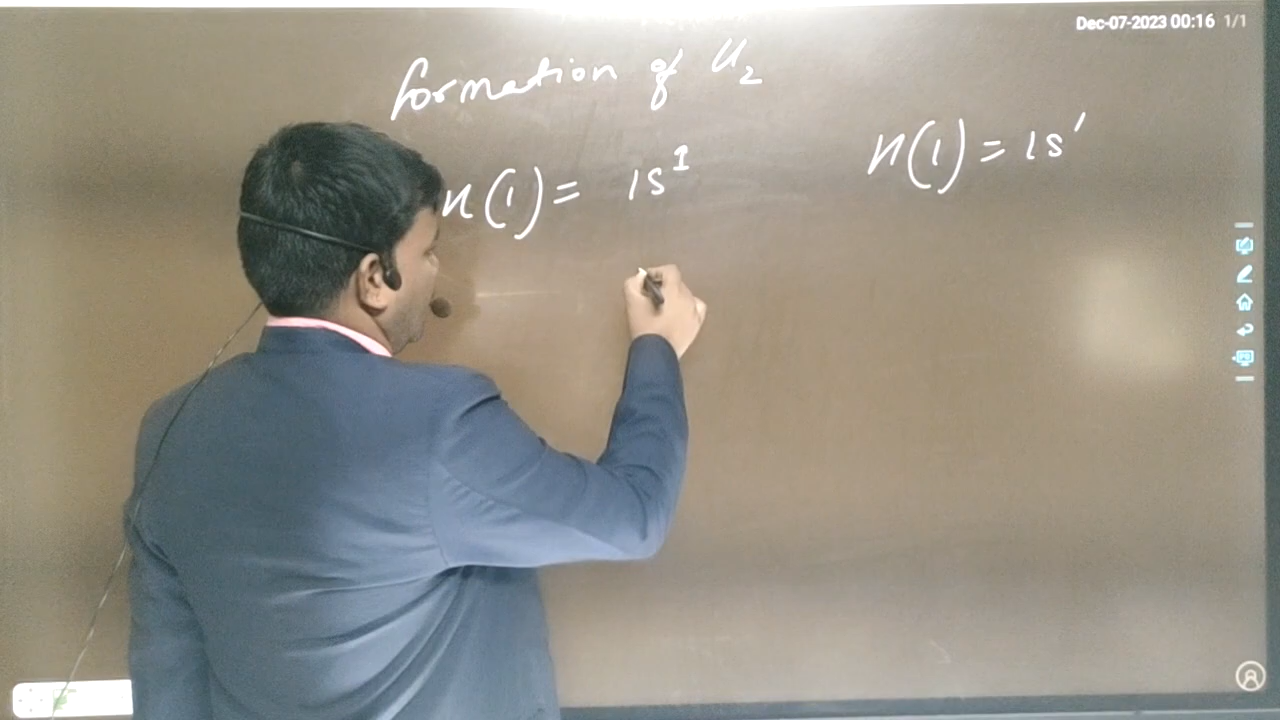 Dec-07-2023 00:16 1/1
formation of H2
H(1) = 1s¹
H(1) = 1s¹